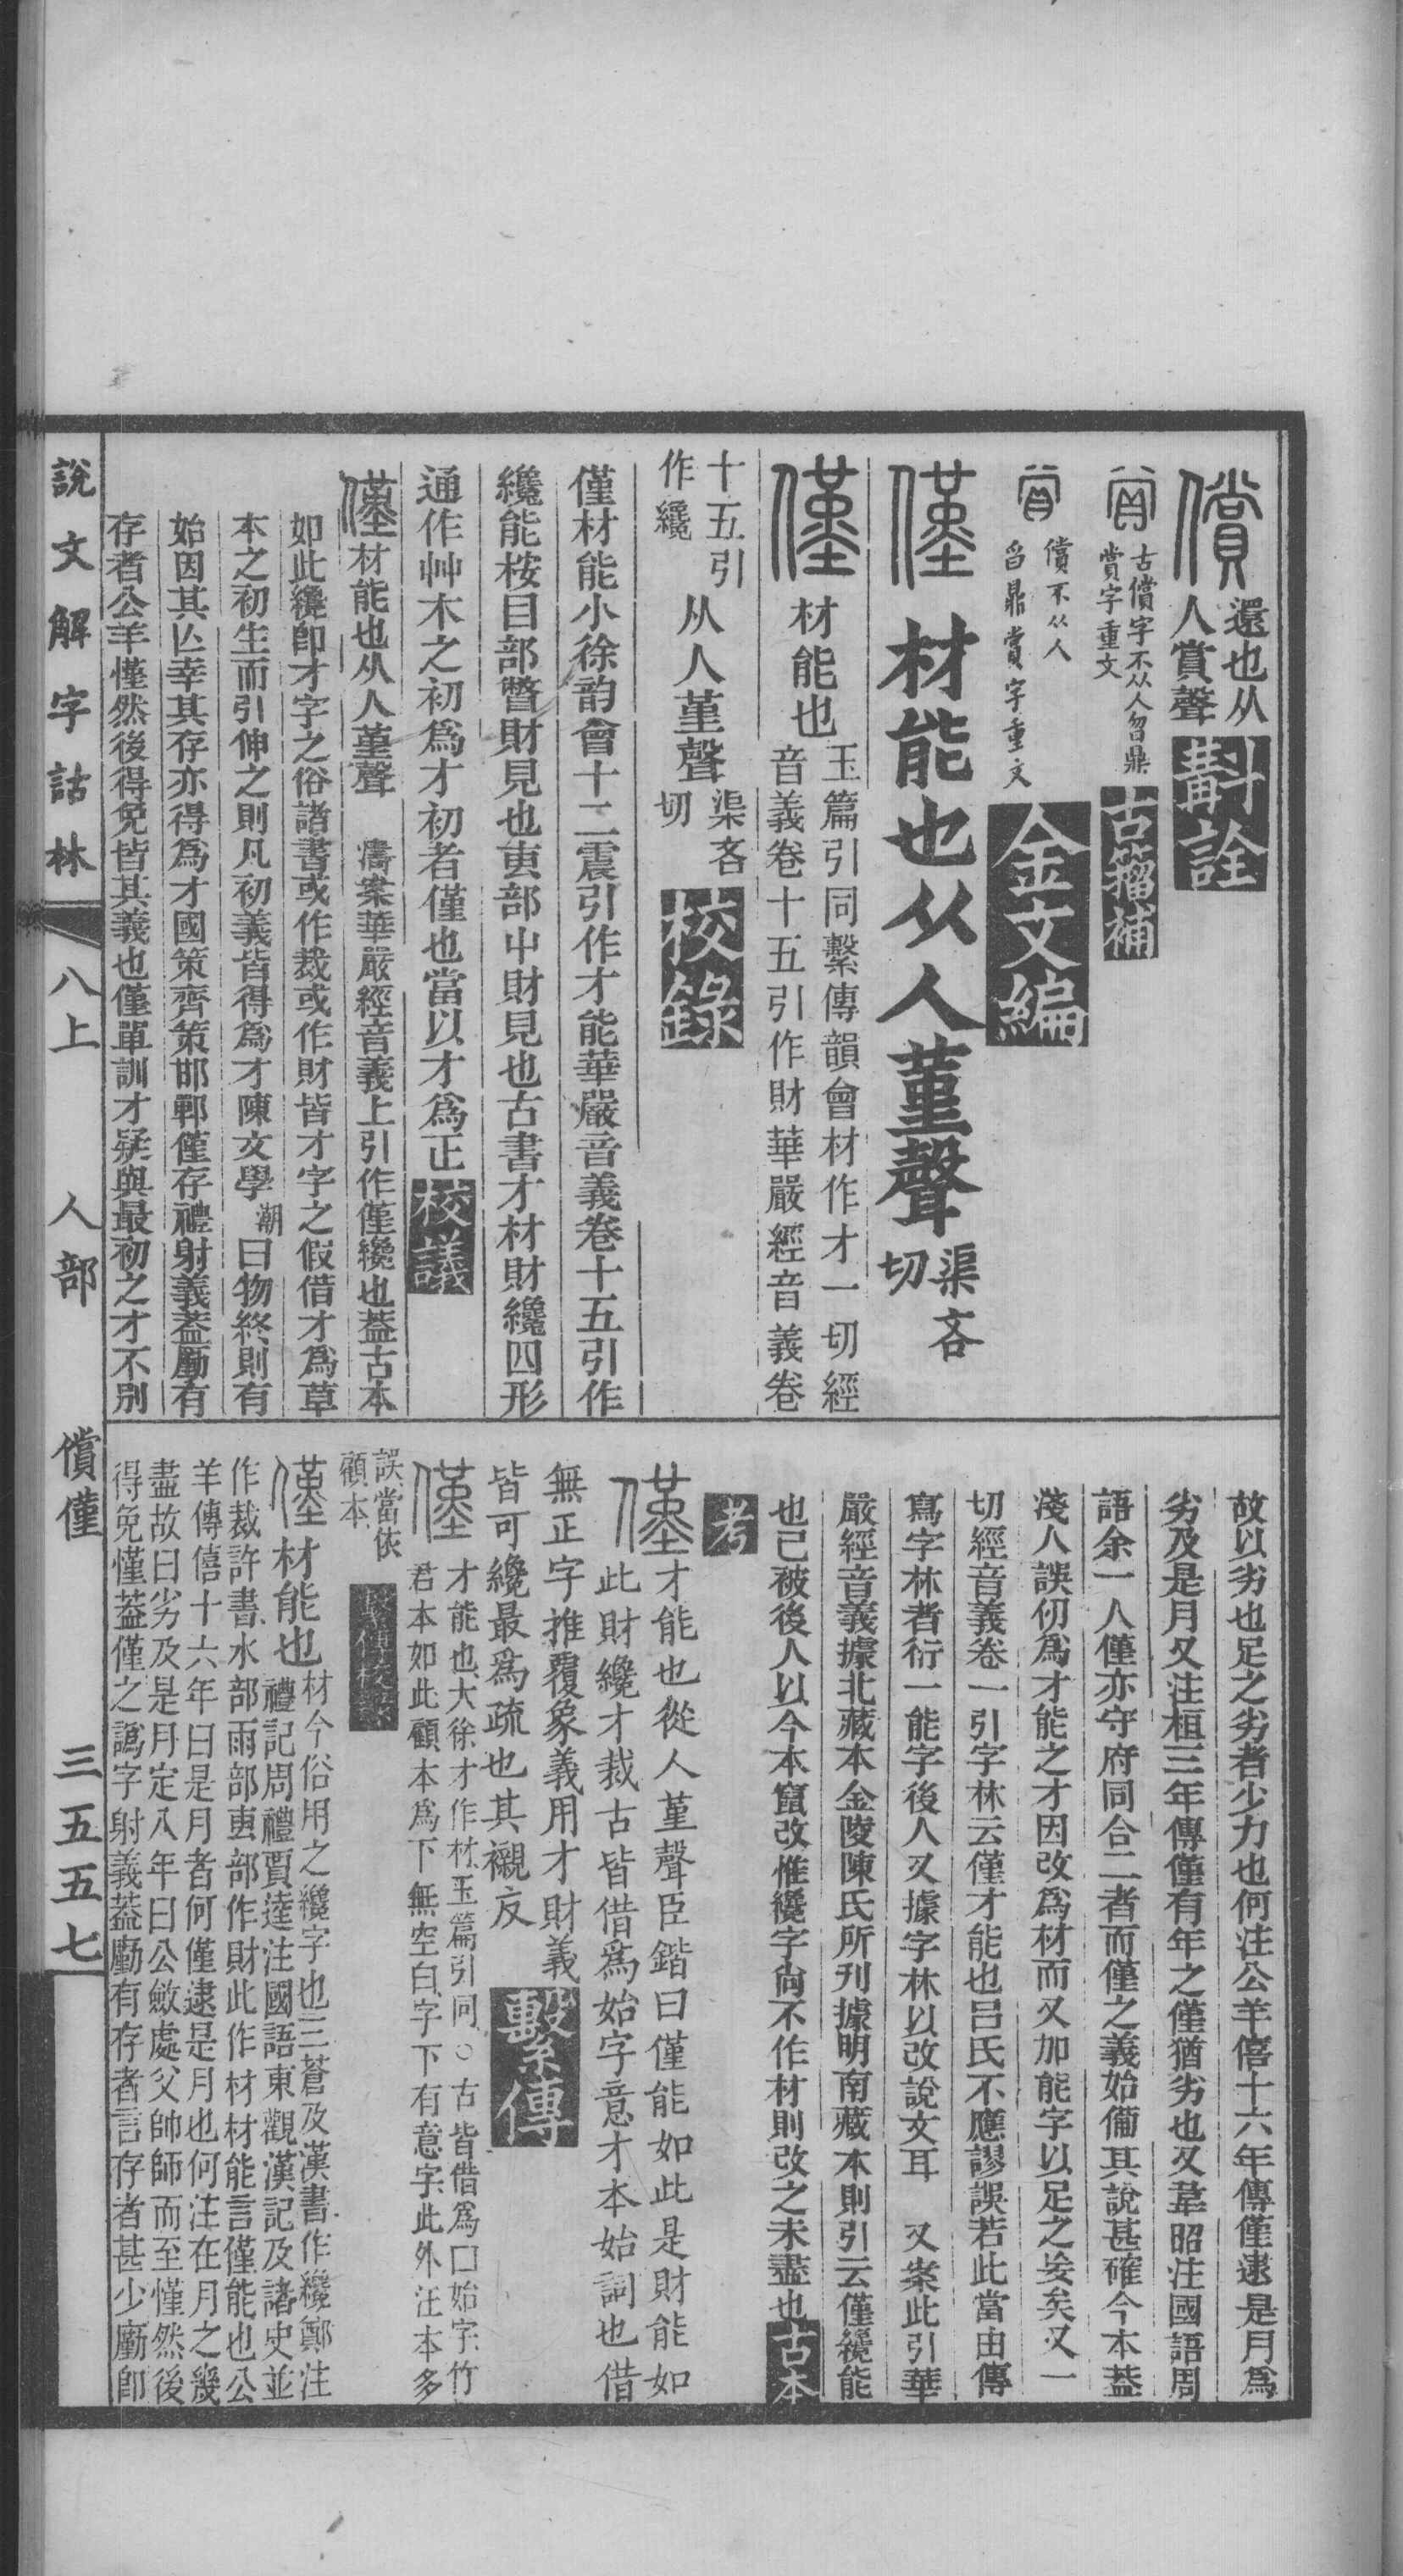 償 還也从
人賞聲 斠詮
古償字不从人曶鼎
賞字重文 古籀補
償不从人
曶鼎賞字重文 金文編
僅 材能也从人堇聲 渠吝
切
僅 材能也 玉篇引同繫傳韻會材作才一切經
音義卷十五引作財華嚴經音義卷
十五引
作纔 从人堇聲 渠吝
切 校錄
僅材能小徐韵會十二震引作才能華嚴音義卷十五引作
纔能桉目部瞥財見也叀部屮財見也古書才材財纔四形
通作艸木之初爲才初者僅也當以才爲正 校議
僅 材能也从人堇聲 濤案華嚴經音義上引作僅纔也葢古本
如此纔卽才字之俗諸書或作裁或作財皆才字之假借才爲草
本之初生而引伸之則凡初義皆得爲才陳文學潮曰物終則有
始因其亾幸其存亦得爲才國策齊策邯鄲僅存禮射義葢勴有
存者公羊慬然後得免皆其義也僅單訓才疑與最初之才不別
故以劣也足之劣者少力也何注公羊僖十六年傳僅逮是月爲
劣及是月又注桓三年傳僅有年之僅猶劣也又韋昭注國語周
語余一人僅亦守府同合二者而僅之義始僃其說甚確今本葢
淺人誤仞爲才能之才因改爲材而又加能字以足之妄矣又一
切經音義卷一引字林云僅才能也呂氏不應謬誤若此當由傳
寫字林者衍一能字後人又據字林以改說文耳 又案此引華
嚴經音義據北藏本金陵陳氏所刊據明南藏本則引云僅纔能
也已被後人以今本竄改惟纔字尙不作材則改之未盡也 古本
考
僅 才能也從人堇聲臣鍇曰僅能如此是財能如
此財纔才裁古皆借爲始字意才本始詞也借
無正字推覆象義用才財義
皆可纔最爲疏也其襯反 繫傳
僅 才能也大徐才作材玉篇引同○古皆借爲口始字竹
君本如此顧本爲下無空白字下有意字此外汪本多
誤當依
顧本 
僅 材能也 材今俗用之纔字也三蒼及漢書作纔鄭注
禮記周禮賈逵注國語東觀漢記及諸史並
作裁許書水部雨部叀部作財此作材材能言僅能也公
羊傳僖十六年曰是月者何僅逮是月也何注在月之幾
盡故曰劣及是月定八年曰公斂處父帥師而至慬然後
得免慬葢僅之譌字射義葢勴有存者言存者甚少勴卽
說文解字詁林 八上 人部 償僅 三五五七